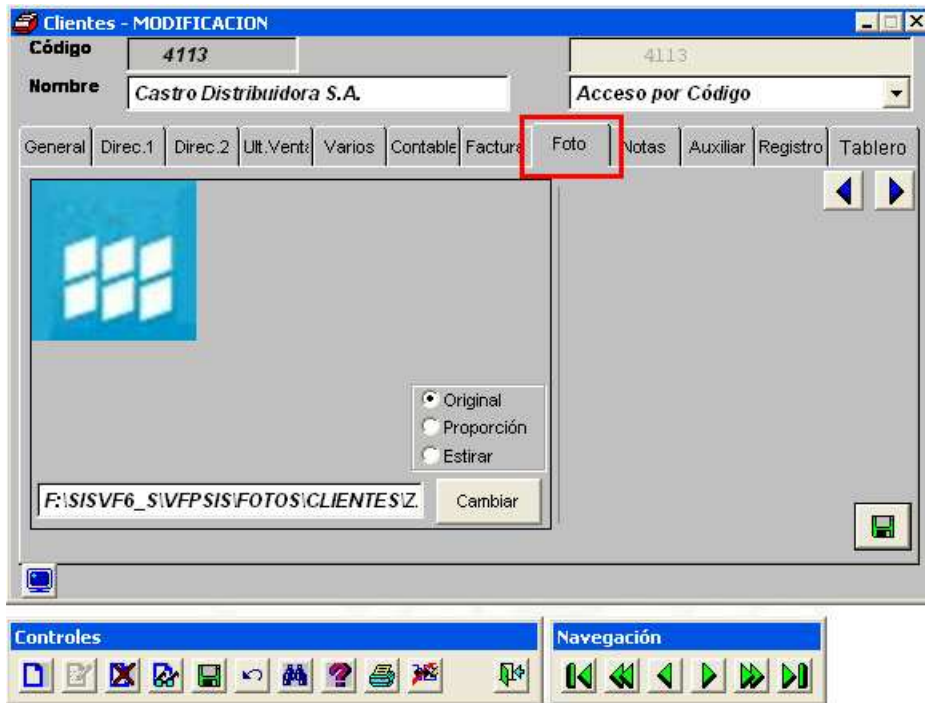 Clientes - MODIFICACION
Código 4113 4113
Nombre Castro Distribuidora S.A. Acceso por Código
General Direc.1 Direc.2 Ult.Venta Varios Contable Factura Foto Notas Auxiliar Registro Tablero
Original
Proporción
Estirar
F:\SISVF6_S\VFPSIS\FOTOS\CLIENTES\Z. Cambiar
Controles Navegación